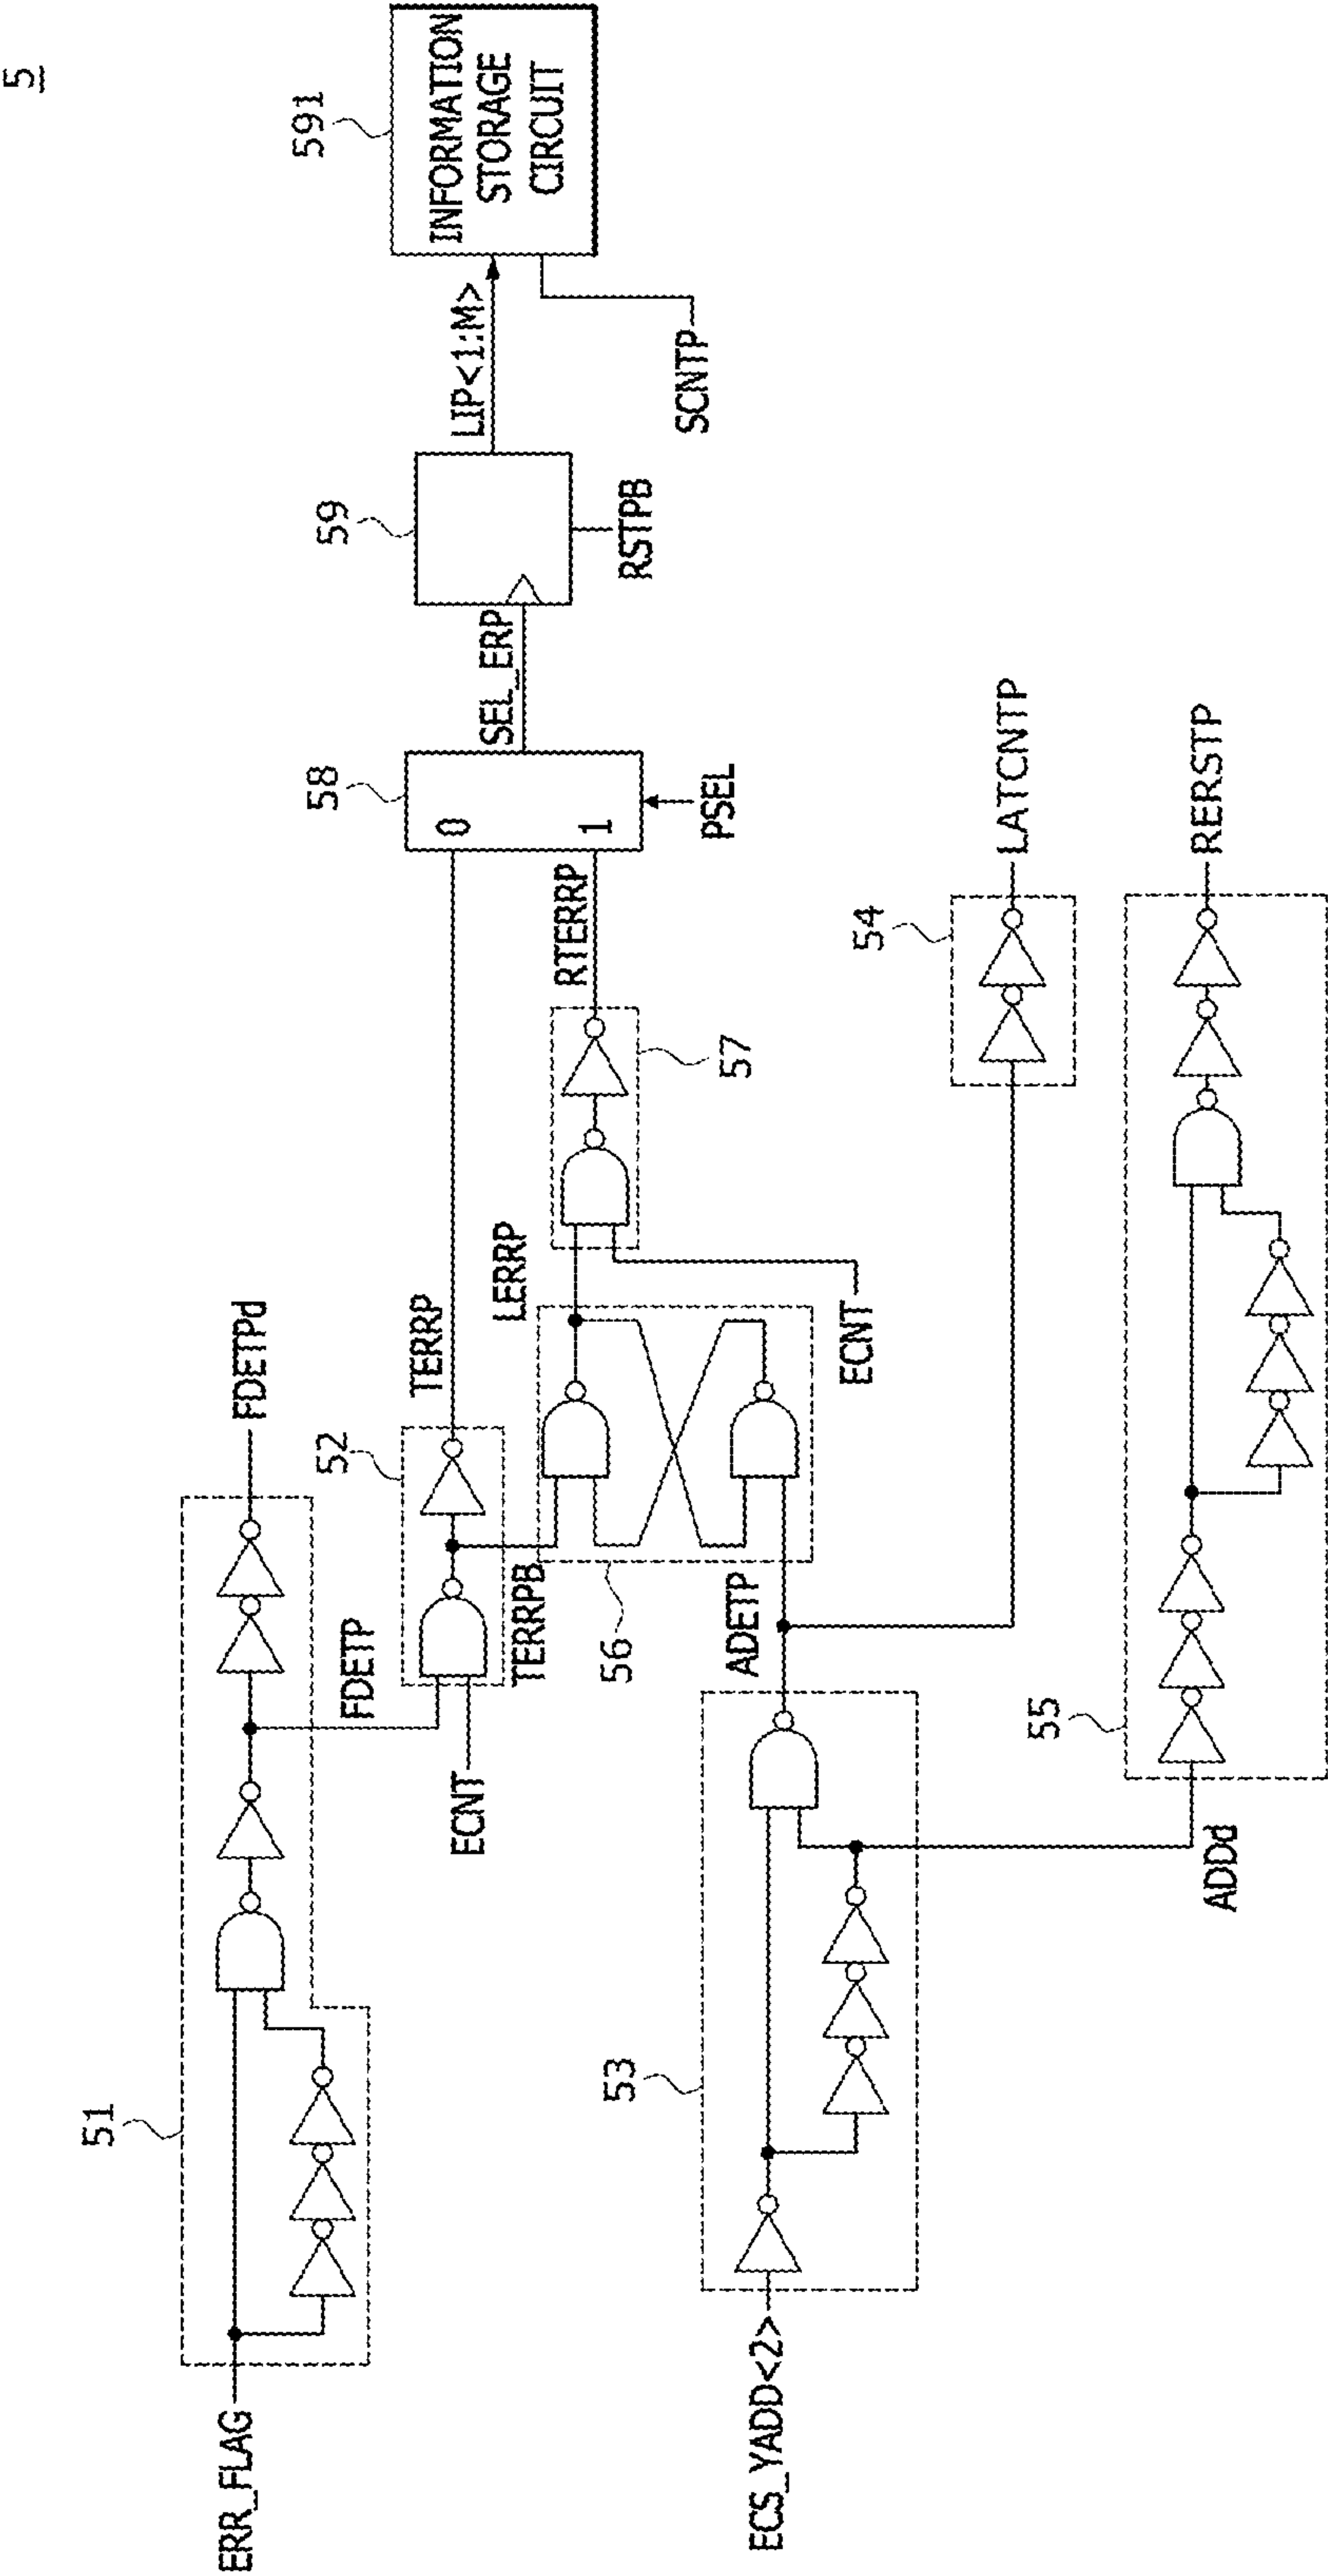 5
ERR_FLAG
51
FDETP
FDETPd
ECNT
52
TERRPB
TERRP
56
LERRP
ECNT
57
RTERRP
58
0
1
PSEL
SEL_ERP
59
RSTPB
LIP<1:M>
591
INFORMATION
STORAGE
CIRCUIT
SCNTP
ECS_YADD<2>
53
ADETP
54
LATCNTP
ADDd
55
RERSTP